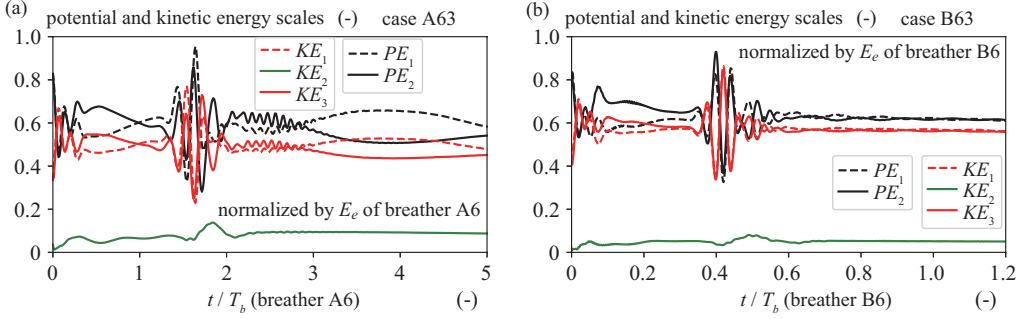 (a) potential and kinetic energy scales (-) case A63
1.0
0.8
0.6
0.4
0.2
0
KE1
KE2
KE3
PE1
PE2
normalized by Ee of breather A6
0 1 2 3 4 5
t / Tb (breather A6) (-)
(b) potential and kinetic energy scales (-) case B63
1.0
0.8
0.6
0.4
0.2
0
normalized by Ee of breather B6
PE1
PE2
KE1
KE2
KE3
0 0.2 0.4 0.6 0.8 1.0 1.2
t / Tb (breather B6) (-)